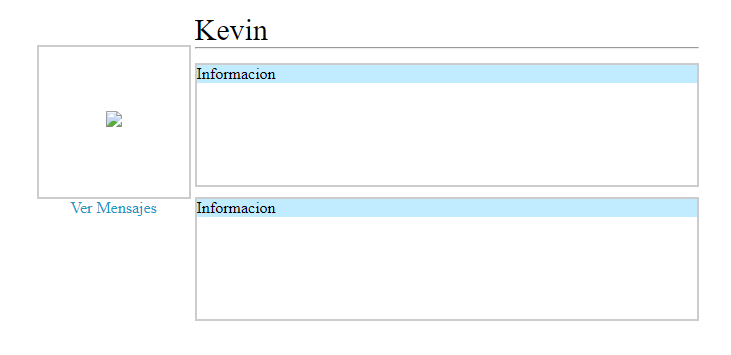 Kevin
Informacion
Ver Mensajes
Informacion